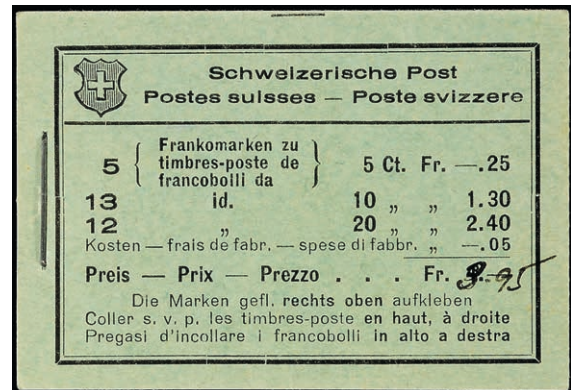 Schweizerische Post
Postes suisses — Poste svizzere
5 { Frankomarken zu
timbres-poste de } 5 Ct. Fr. —.25
francobolli da
13 id. 10 „ „ 1.30
12 „ 20 „ „ 2.40
Kosten — frais de fabr. — spese di fabbr. „ —.05
Preis — Prix — Prezzo . . . Fr. 3.95
Die Marken gefl. rechts oben aufkleben
Coller s. v. p. les timbres-poste en haut, à droite
Pregasi d'incollare i francobolli in alto a destra